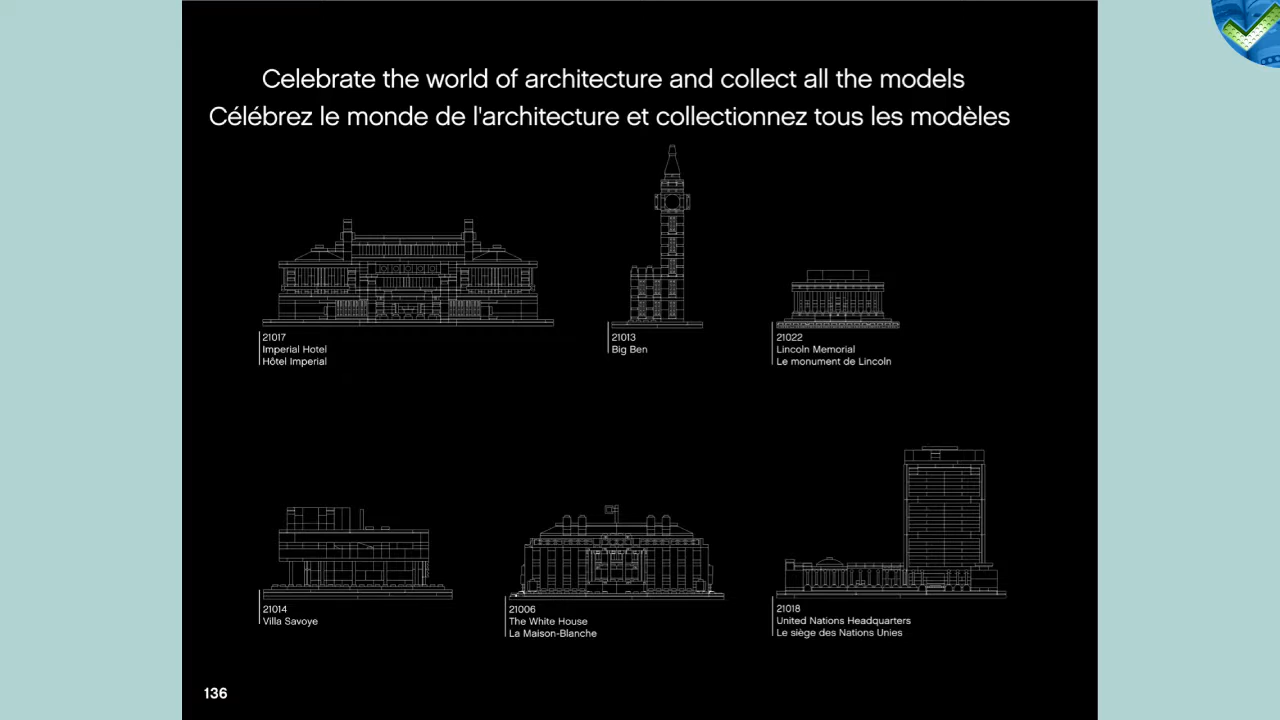 Celebrate the world of architecture and collect all the models
Célébrez le monde de l'architecture et collectionnez tous les modèles
21017
Imperial Hotel
Hôtel Imperial
21013
Big Ben
21022
Lincoln Memorial
Le monument de Lincoln
21014
Villa Savoye
21006
The White House
La Maison-Blanche
21018
United Nations Headquarters
Le siège des Nations Unies
136